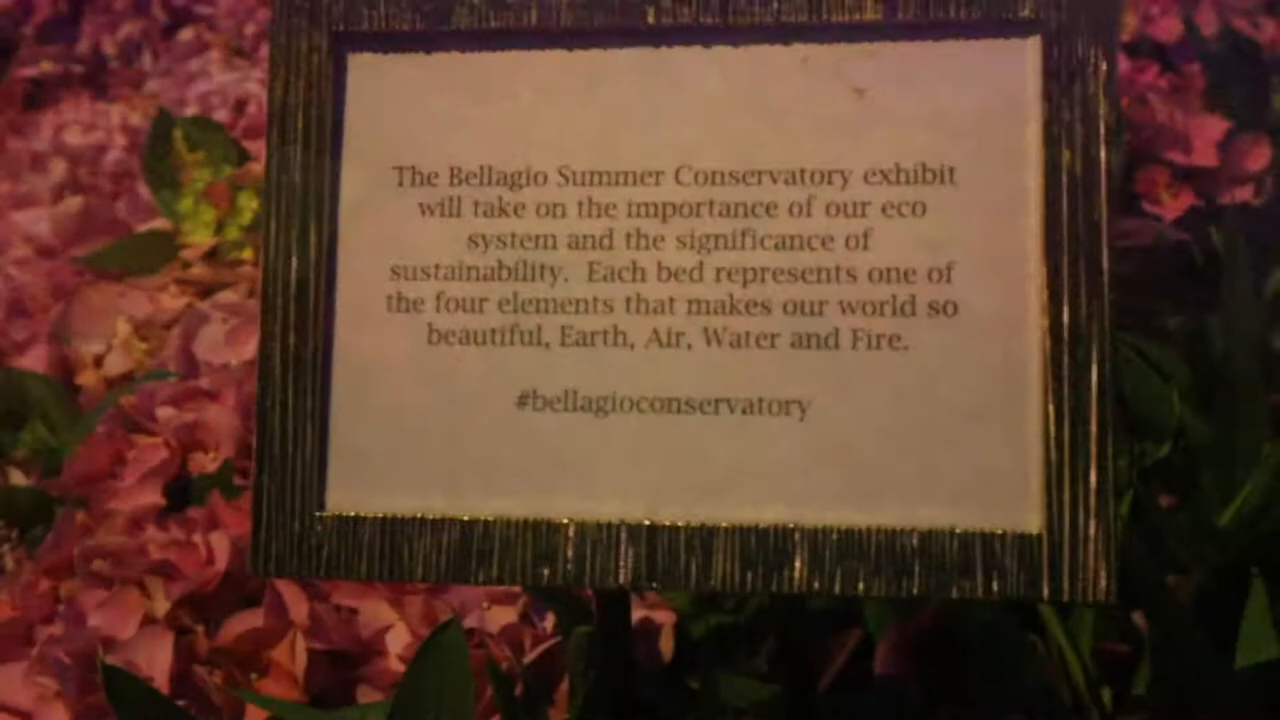 The Bellagio Summer Conservatory exhibit
will take on the importance of our eco
system and the significance of
sustainability.  Each bed represents one of
the four elements that makes our world so
beautiful, Earth, Air, Water and Fire.
#bellagioconservatory